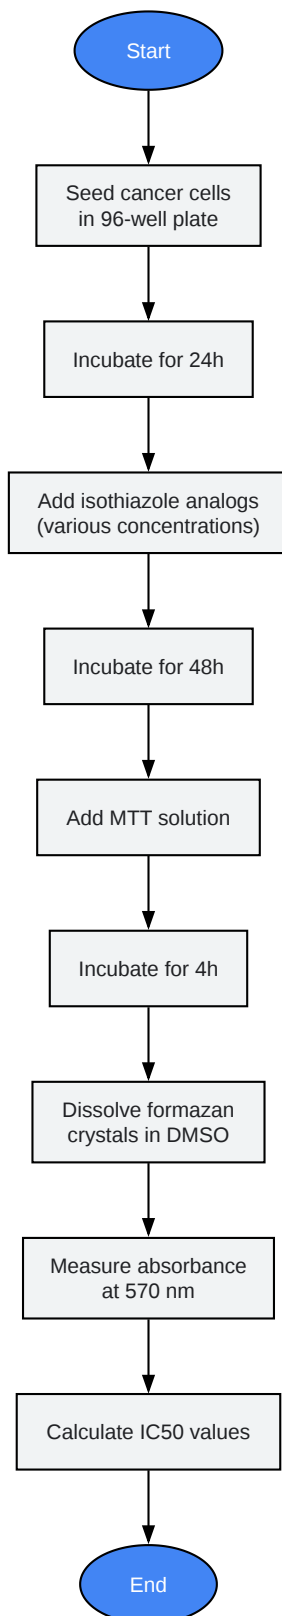 Start
Seed cancer cells
in 96-well plate
Incubate for 24h
Add isothiazole analogs
(various concentrations)
Incubate for 48h
Add MTT solution
Incubate for 4h
Dissolve formazan
crystals in DMSO
Measure absorbance
at 570 nm
Calculate IC50 values
End